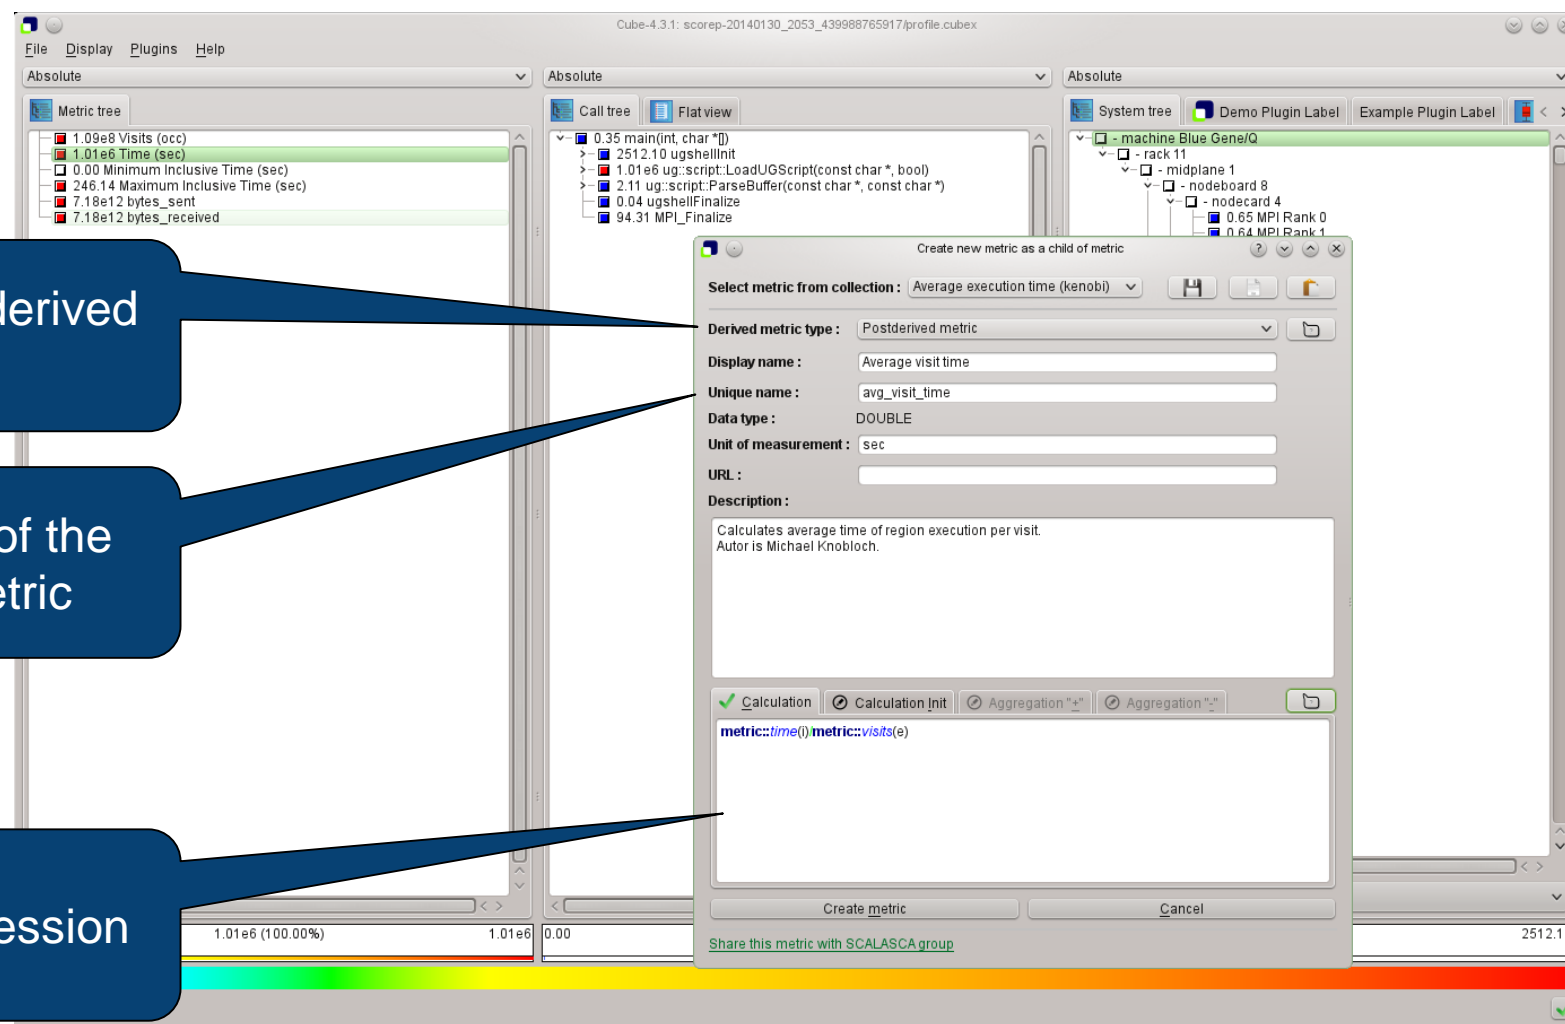 Cube-4.3.1: scorep-20140130_2053_439988765917/profile.cubex
File Display Plugins Help
Absolute
Absolute
Absolute
Metric tree
Call tree
Flat view
System tree
Demo Plugin Label
Example Plugin Label
1.09e8 Visits (occ)
1.01e6 Time (sec)
0.00 Minimum Inclusive Time (sec)
246.14 Maximum Inclusive Time (sec)
7.18e12 bytes_sent
7.18e12 bytes_received
0.35 main(int, char *[])
2512.10 ugshellInit
1.01e6 ug::script::LoadUGScript(const char *, bool)
2.11 ug::script::ParseBuffer(const char *, const char *)
0.04 ugshellFinalize
94.31 MPI_Finalize
- machine Blue Gene/Q
- rack 11
- midplane 1
- nodeboard 8
- nodecard 4
0.65 MPI Rank 0
0.64 MPI Rank 1
derived
of the
etric
ession
Create new metric as a child of metric
Select metric from collection : Average execution time (kenobi)
Derived metric type : Postderived metric
Display name : Average visit time
Unique name : avg_visit_time
Data type : DOUBLE
Unit of measurement : sec
URL :
Description :
Calculates average time of region execution per visit.
Autor is Michael Knobloch.
Calculation
Calculation Init
Aggregation "+"
Aggregation "-"
metric::time(i)/metric::visits(e)
Create metric
Cancel
Share this metric with SCALASCA group
1.01e6 (100.00%)
1.01e6
0.00
2512.1